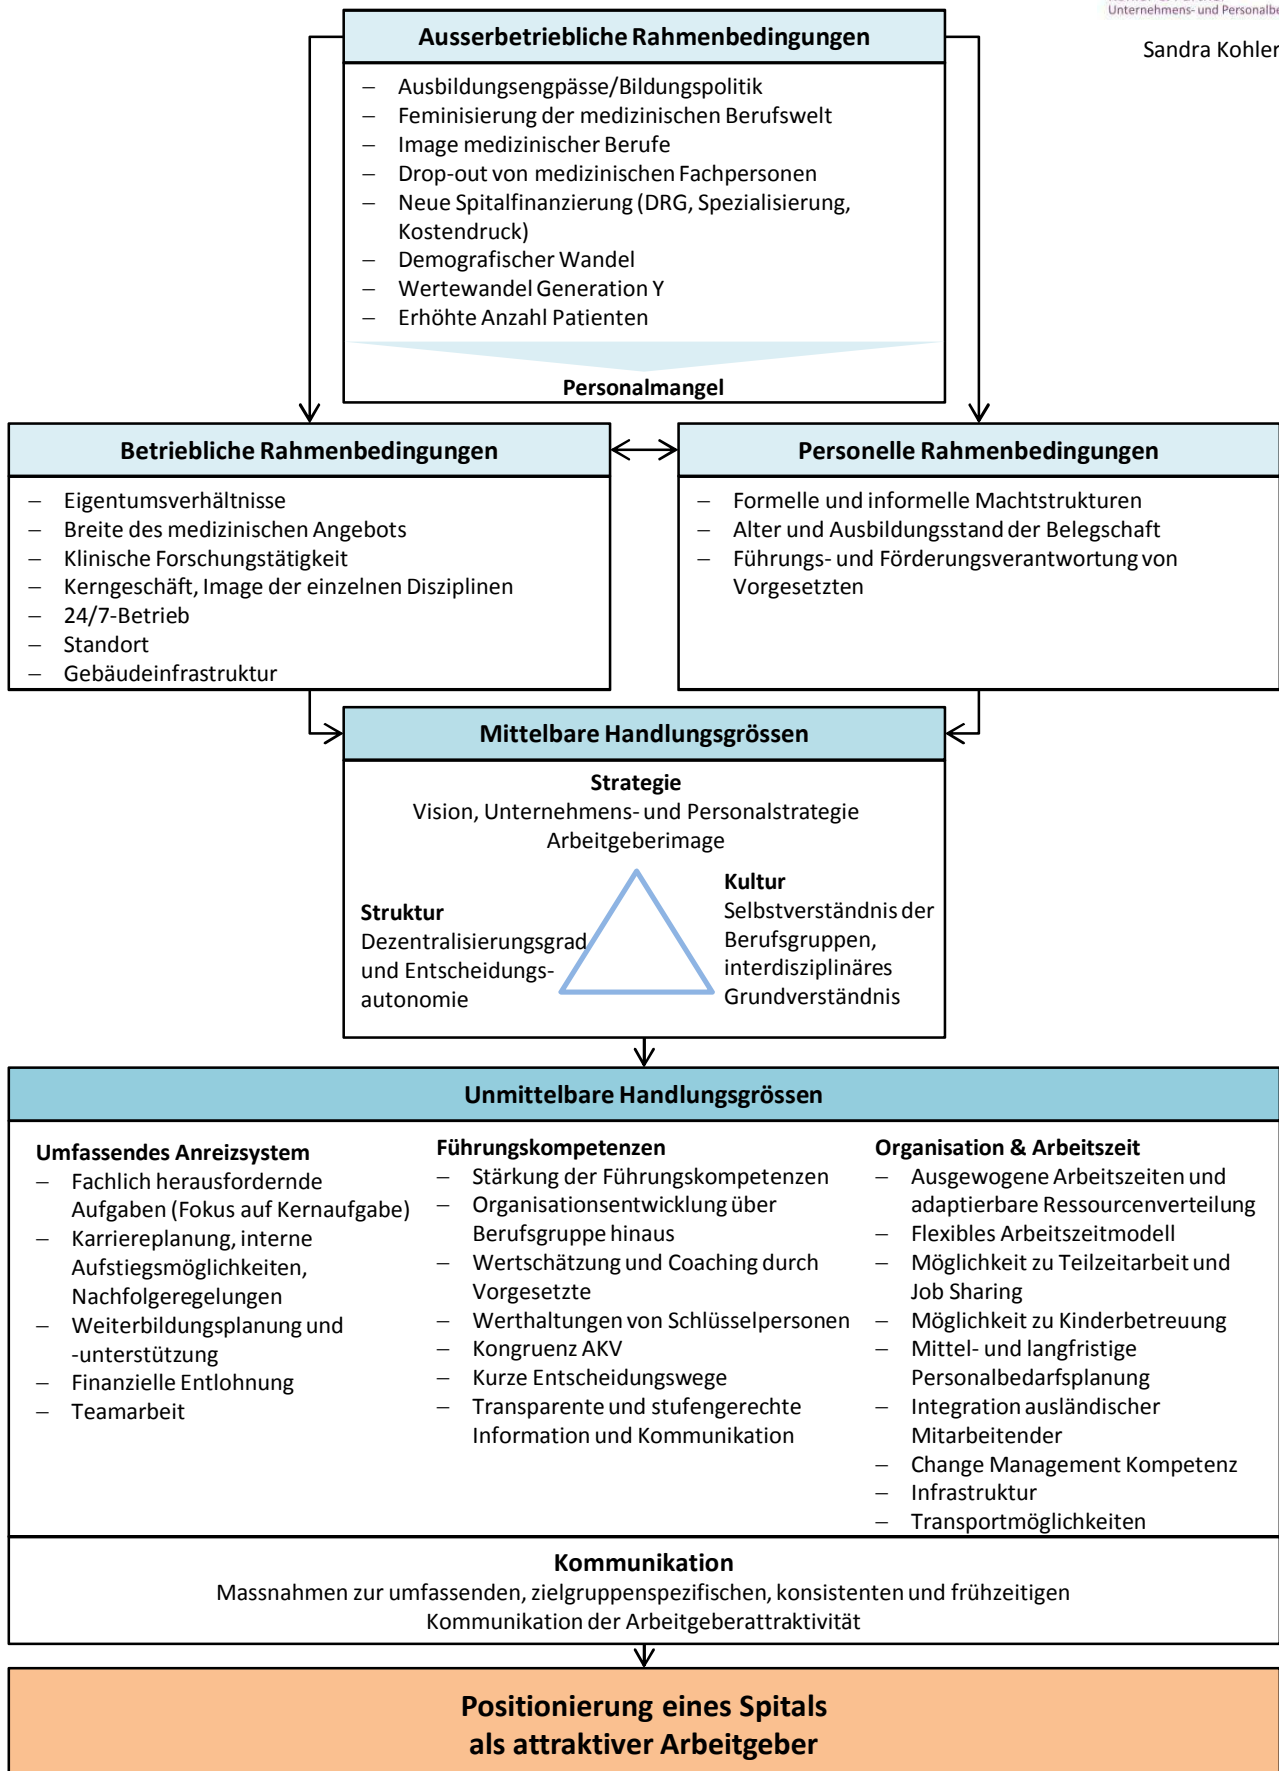 Unternehmens- und
Sandra Kohler
Ausserbetriebliche Rahmenbedingungen
– Ausbildungsengpässe/Bildungspolitik
– Feminisierung der medizinischen Berufswelt
– Image medizinischer Berufe
– Drop-out von medizinischen Fachpersonen
– Neue Spitalfinanzierung (DRG, Spezialisierung,
Kostendruck)
– Demografischer Wandel
– Wertewandel Generation Y
– Erhöhte Anzahl Patienten
Personalmangel
Betriebliche Rahmenbedingungen
– Eigentumsverhältnisse
– Breite des medizinischen Angebots
– Klinische Forschungstätigkeit
– Kerngeschäft, Image der einzelnen Disziplinen
– 24/7-Betrieb
– Standort
– Gebäudeinfrastruktur
Personelle Rahmenbedingungen
– Formelle und informelle Machtstrukturen
– Alter und Ausbildungsstand der Belegschaft
– Führungs- und Förderungsverantwortung von
Vorgesetzten
Mittelbare Handlungsgrössen
Strategie
Vision, Unternehmens- und Personalstrategie
Arbeitgeberimage
Struktur
Dezentralisierungsgrad
und Entscheidungs-
autonomie
Kultur
Selbstverständnis der
Berufsgruppen,
interdisziplinäres
Grundverständnis
Unmittelbare Handlungsgrössen
Umfassendes Anreizsystem
– Fachlich herausfordernde
Aufgaben (Fokus auf Kernaufgabe)
– Karriereplanung, interne
Aufstiegsmöglichkeiten,
Nachfolgeregelungen
– Weiterbildungsplanung und
-unterstützung
– Finanzielle Entlohnung
– Teamarbeit
Führungskompetenzen
– Stärkung der Führungskompetenzen
– Organisationsentwicklung über
Berufsgruppe hinaus
– Wertschätzung und Coaching durch
Vorgesetzte
– Werthaltungen von Schlüsselpersonen
– Kongruenz AKV
– Kurze Entscheidungswege
– Transparente und stufengerechte
Information und Kommunikation
Organisation & Arbeitszeit
– Ausgewogene Arbeitszeiten und
adaptierbare Ressourcenverteilung
– Flexibles Arbeitszeitmodell
– Möglichkeit zu Teilzeitarbeit und
Job Sharing
– Möglichkeit zu Kinderbetreuung
– Mittel- und langfristige
Personalbedarfsplanung
– Integration ausländischer
Mitarbeitender
– Change Management Kompetenz
– Infrastruktur
– Transportmöglichkeiten
Kommunikation
Massnahmen zur umfassenden, zielgruppenspezifischen, konsistenten und frühzeitigen
Kommunikation der Arbeitgeberattraktivität
Positionierung eines Spitals
als attraktiver Arbeitgeber